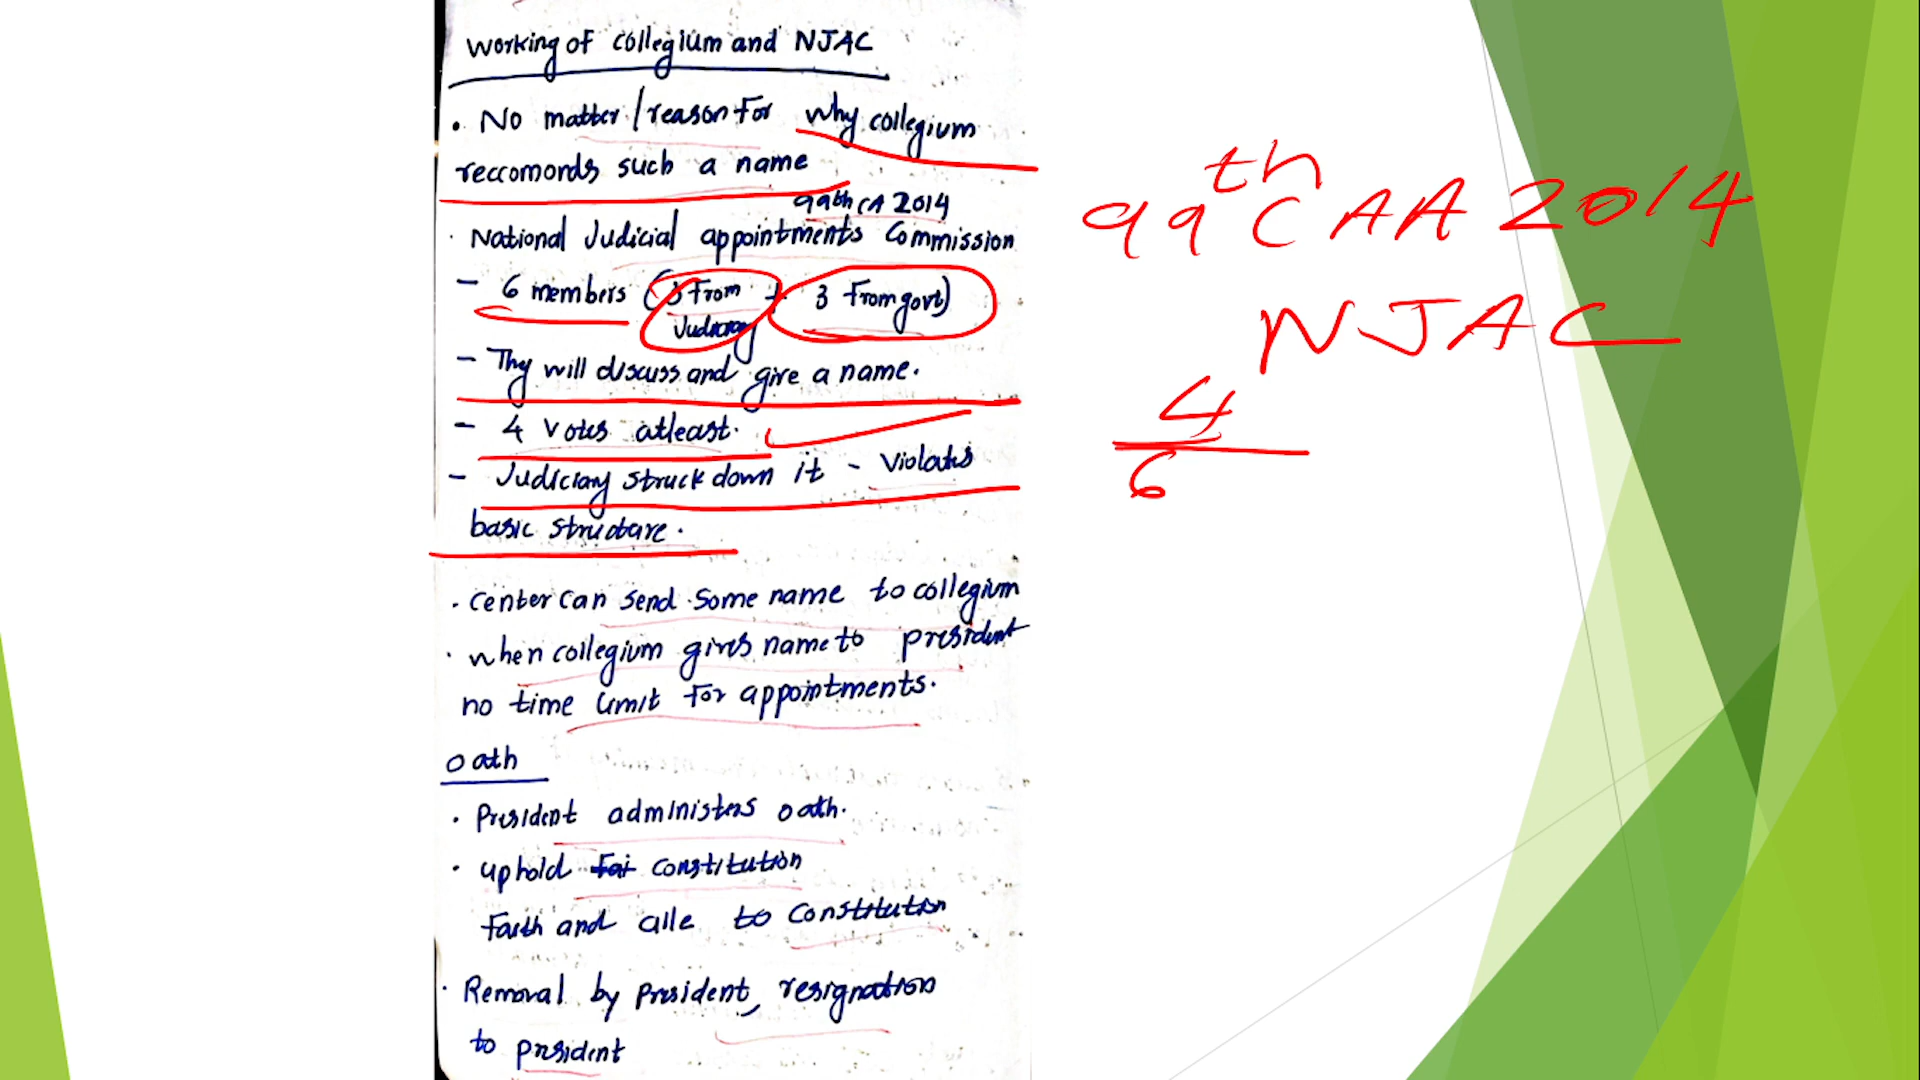 Working of collegium and NJAC
· No matter / reason for why collegium
reccomonds such a name
99th CA 2014
· National Judicial appointments Commission
- 6 members (3 from Judiciary + 3 from govt)
- Thy will discuss and give a name.
- 4 votes atleast.
- Judiciary struck down it - Violates
basic structure.
· center can send some name to collegium
· when collegium gives name to president
no time limit for appointments.
Oath
· President administers oath.
· uphold Fai constitution
Faith and alle to constitution
· Removal by president, resignation
to president
99th CAA 2014
NJAC
4
6